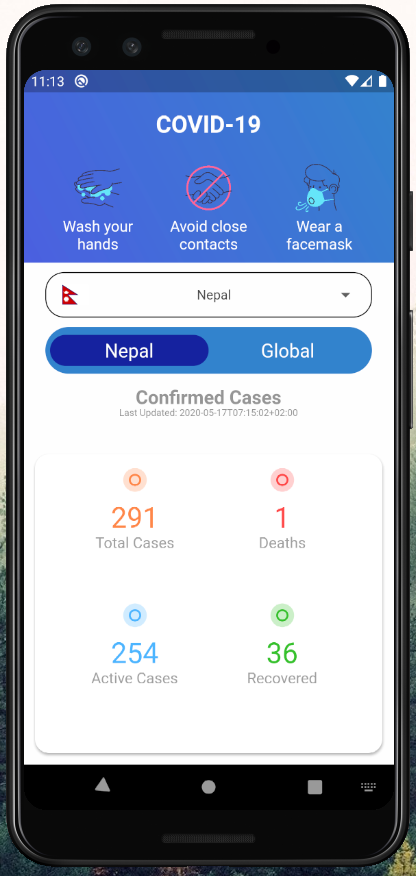 11:13
COVID-19
Wash your
hands
Avoid close
contacts
Wear a
facemask
Nepal
Nepal
Global
Confirmed Cases
Last Updated: 2020-05-17T07:15:02+02:00
291
Total Cases
1
Deaths
254
Active Cases
36
Recovered